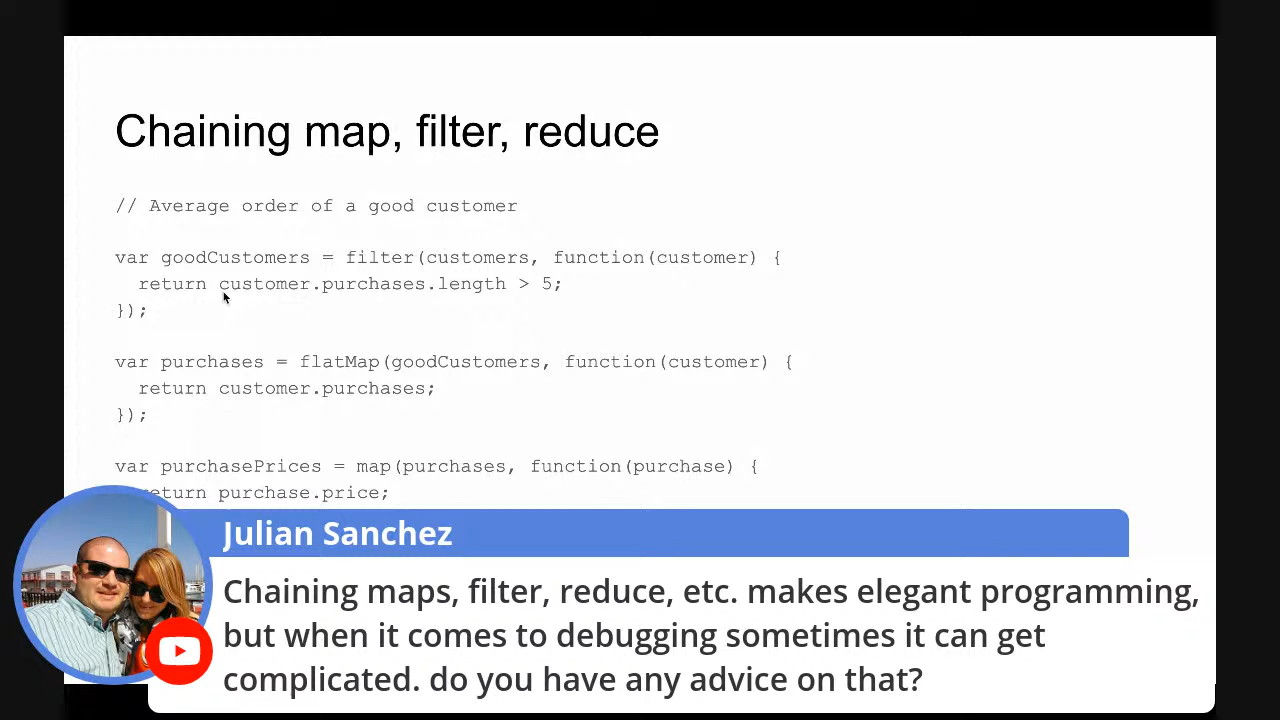 Chaining map, filter, reduce
// Average order of a good customer
var goodCustomers = filter(customers, function(customer) {
return customer.purchases.length > 5;
});
var purchases = flatMap(goodCustomers, function(customer) {
return customer.purchases;
});
var purchasePrices = map(purchases, function(purchase) {
return purchase.price;
Julian Sanchez
Chaining maps, filter, reduce, etc. makes elegant programming,
but when it comes to debugging sometimes it can get
complicated. do you have any advice on that?